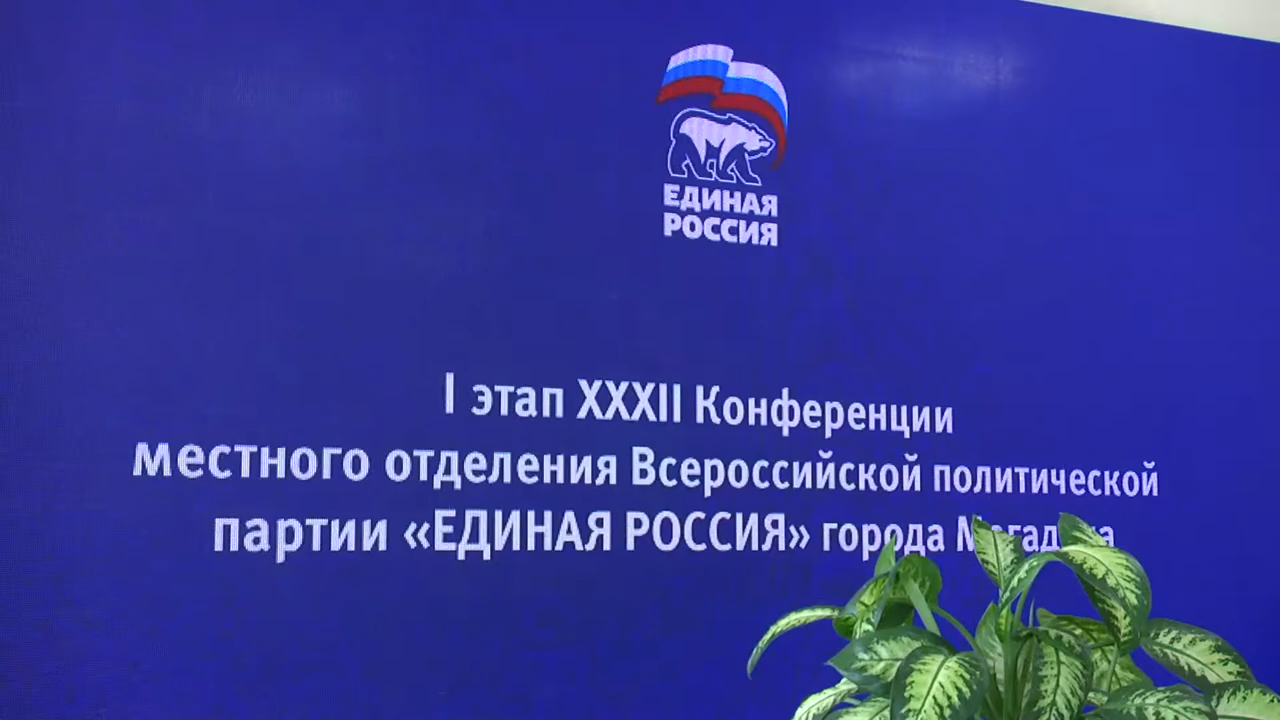 ЕДИНАЯ
РОССИЯ
I этап XXXII Конференции
местного отделения Всероссийской политической
партии «ЕДИНАЯ РОССИЯ» города